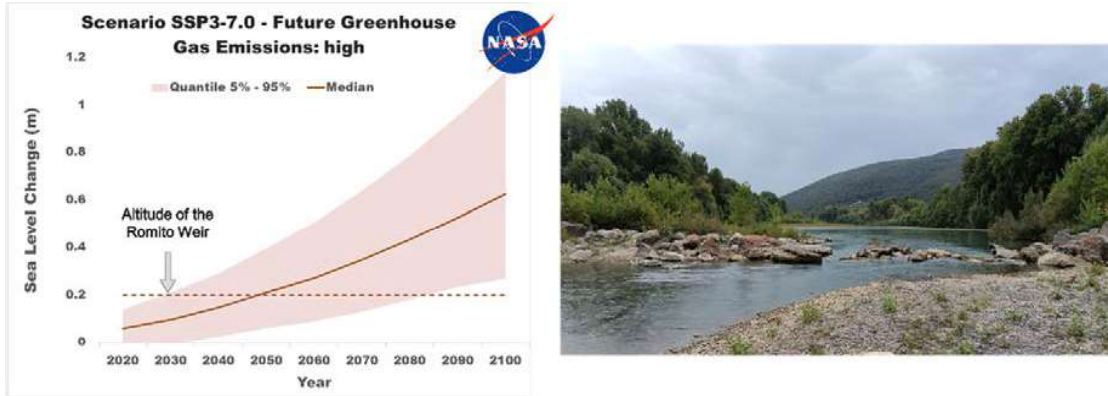 Scenario SSP3-7.0 - Future Greenhouse
Gas Emissions: high
NASA
1.2
Quantile 5% - 95% Median
1
0.8
0.6
Altitude of the
Romito Weir
0.4
0.2
0
Sea Level Change (m)
2020 2030 2040 2050 2060 2070 2080 2090 2100
Year